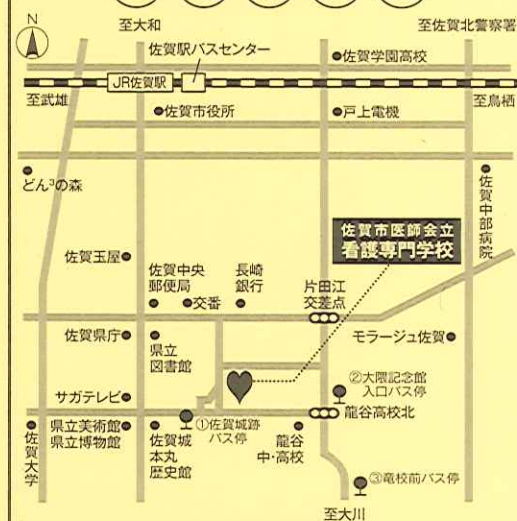 N
至大和
至佐賀北警察署
佐賀駅バスセンター
佐賀学園高校
JR佐賀駅
至武雄
至鳥栖
佐賀市役所
戸上電機
どん³の森
佐賀中部病院
佐賀市医師会立
看護専門学校
佐賀玉屋
佐賀中央
郵便局
交番
長崎
銀行
片田江
交差点
佐賀県庁
県立
図書館
モラージュ佐賀
サガテレビ
②大隈記念館
入口バス停
県立美術館
県立博物館
佐賀城
本丸
歴史館
①佐賀城跡
バス停
龍谷
中・高校
龍谷高校北
佐賀大学
③竜校前バス停
至大川